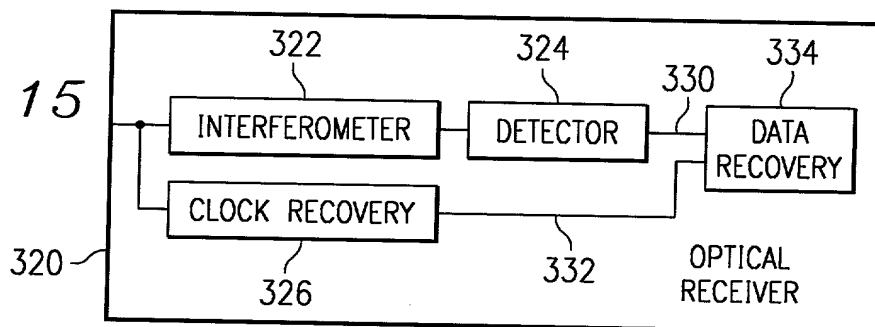 322
324
330
334
15
INTERFEROMETER
DETECTOR
DATA
RECOVERY
CLOCK RECOVERY
320
326
332
OPTICAL
RECEIVER